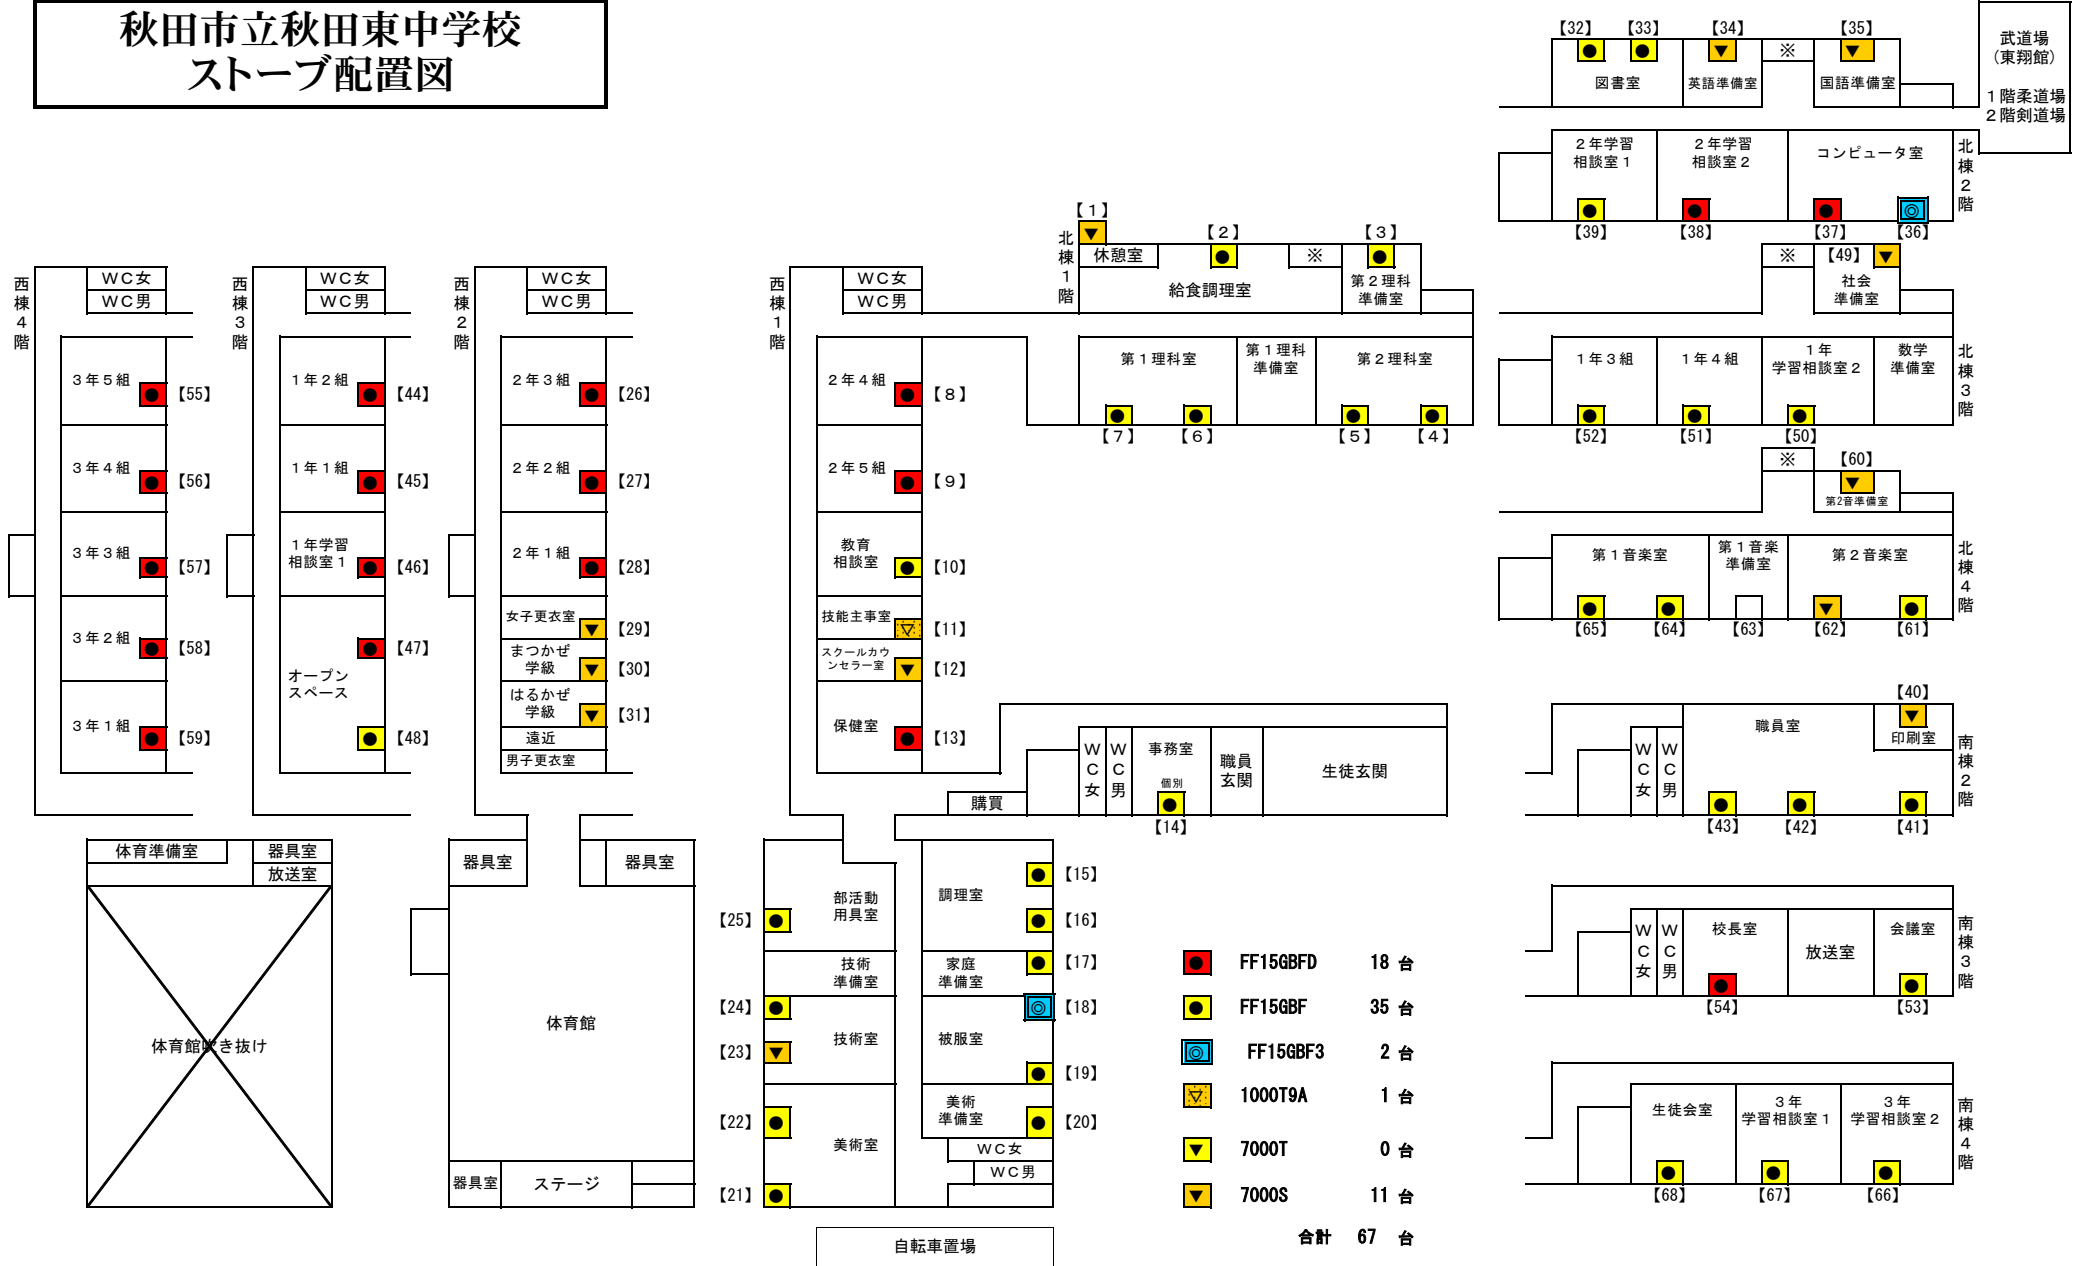 秋田市立秋田東中学校
ストーブ配置図
【32】
【33】
【34】
【35】
※
図書室
英語準備室
国語準備室
武道場
（東翔館）
１階柔道場
２階剣道場
２年学習
相談室１
２年学習
相談室２
コンピュータ室
北棟２階
【39】
【38】
【37】
【36】
【１】
【２】
【３】
北棟１階
休憩室
※
給食調理室
第２理科
準備室
第１理科室
第１理科
準備室
第２理科室
【７】
【６】
【５】
【４】
※
【49】
社会
準備室
１年３組
１年４組
１年
学習相談室２
数学
準備室
北棟３階
【52】
【51】
【50】
※
【60】
第2音準備室
第１音楽室
第１音楽
準備室
第２音楽室
北棟４階
【65】
【64】
【63】
【62】
【61】
西棟４階
ＷＣ女
ＷＣ男
３年５組
【55】
３年４組
【56】
３年３組
【57】
３年２組
【58】
３年１組
【59】
西棟３階
ＷＣ女
ＷＣ男
１年２組
【44】
１年１組
【45】
１年学習
相談室１
【46】
【47】
オープン
スペース
【48】
西棟２階
ＷＣ女
ＷＣ男
２年３組
【26】
２年２組
【27】
２年１組
【28】
女子更衣室
【29】
まつかぜ
学級
【30】
はるかぜ
学級
【31】
遠近
男子更衣室
西棟１階
ＷＣ女
ＷＣ男
２年４組
【８】
２年５組
【９】
教育
相談室
【10】
技能主事室
【11】
スクールカウ
ンセラー室
【12】
保健室
【13】
購買
ＷＣ女
ＷＣ男
事務室
個別
【14】
職員
玄関
生徒玄関
【40】
職員室
印刷室
ＷＣ女
ＷＣ男
南棟２階
【43】
【42】
【41】
ＷＣ女
ＷＣ男
校長室
放送室
会議室
南棟３階
【54】
【53】
生徒会室
３年
学習相談室１
３年
学習相談室２
南棟４階
【68】
【67】
【66】
体育準備室
器具室
放送室
体育館吹き抜け
器具室
器具室
体育館
器具室
ステージ
部活動
用具室
【25】
技術
準備室
【24】
技術室
【23】
【22】
美術室
【21】
調理室
【15】
【16】
家庭
準備室
【17】
【18】
被服室
【19】
美術
準備室
【20】
ＷＣ女
ＷＣ男
自転車置場
FF15GBFD 18 台
FF15GBF 35 台
FF15GBF3 2 台
1000T9A 1 台
7000T 0 台
7000S 11 台
合計 67 台